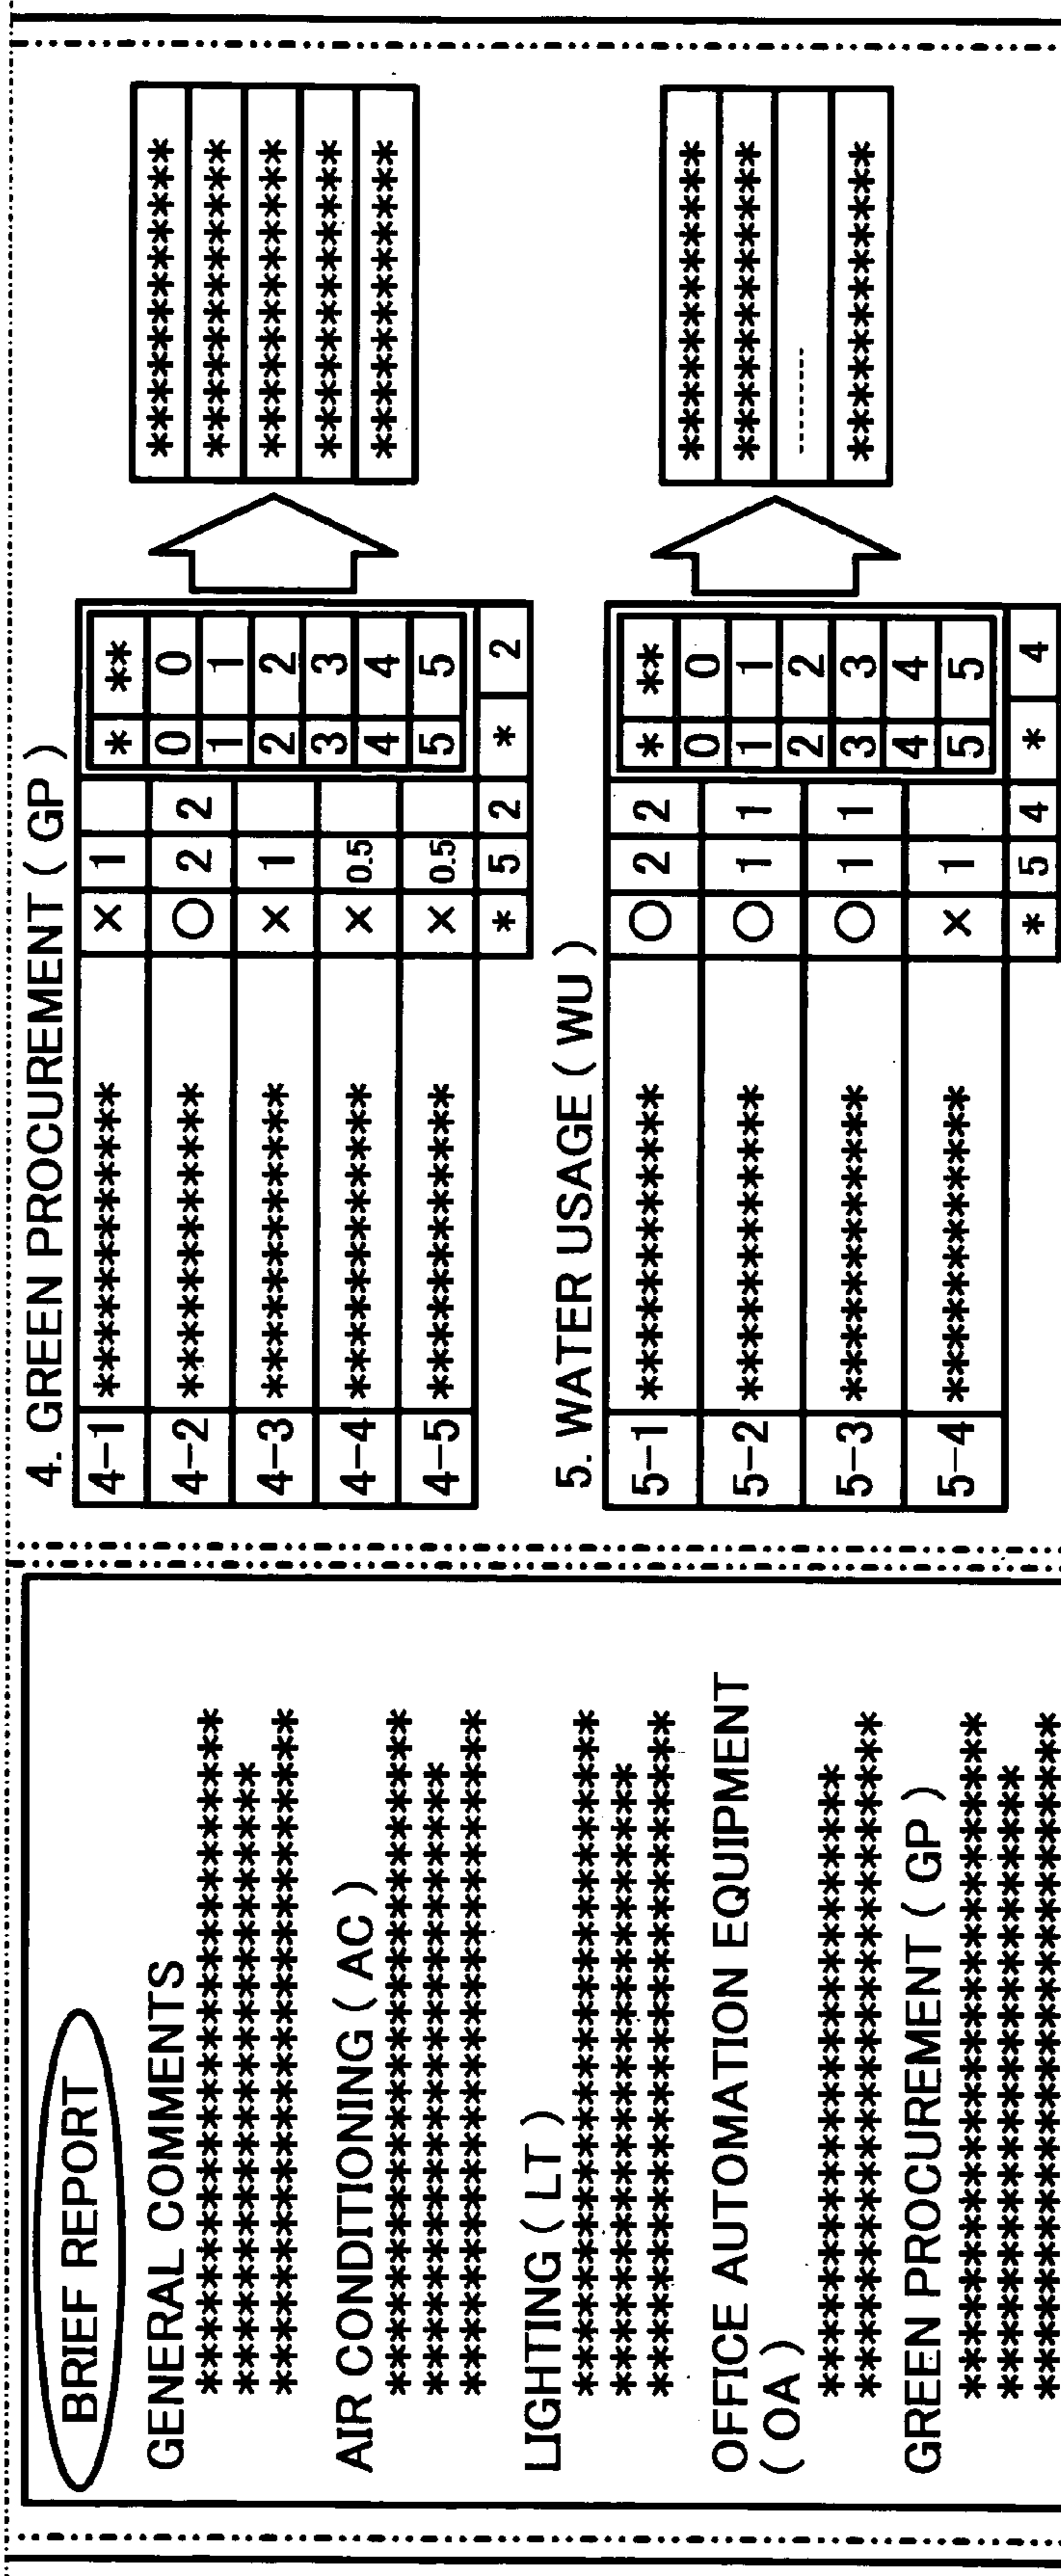 BRIEF REPORT
GENERAL COMMENTS
**************************
************************
**************************
AIR CONDITIONING ( AC )
**************************
************************
**************************
LIGHTING ( LT )
**************************
************************
**************************
OFFICE AUTOMATION EQUIPMENT
( OA )
************************
**************************
GREEN PROCUREMENT ( GP )
**************************
************************
**************************
4. GREEN PROCUREMENT ( GP )
4-1 ************ × 1
4-2 ************ ○ 2 2
4-3 ************ × 1
4-4 ************ × 0.5
4-5 ************ × 0.5
* 5 2 * 2
* **
0 0
1 1
2 2
3 3
4 4
5 5
************
************
************
************
************
5. WATER USAGE ( WU )
5-1 ************ ○ 2 2
5-2 ************ ○ 1 1
5-3 ************ ○ 1 1
5-4 ************ × 1
* 5 4 * 4
* **
0 0
1 1
2 2
3 3
4 4
5 5
************
************
--------
************